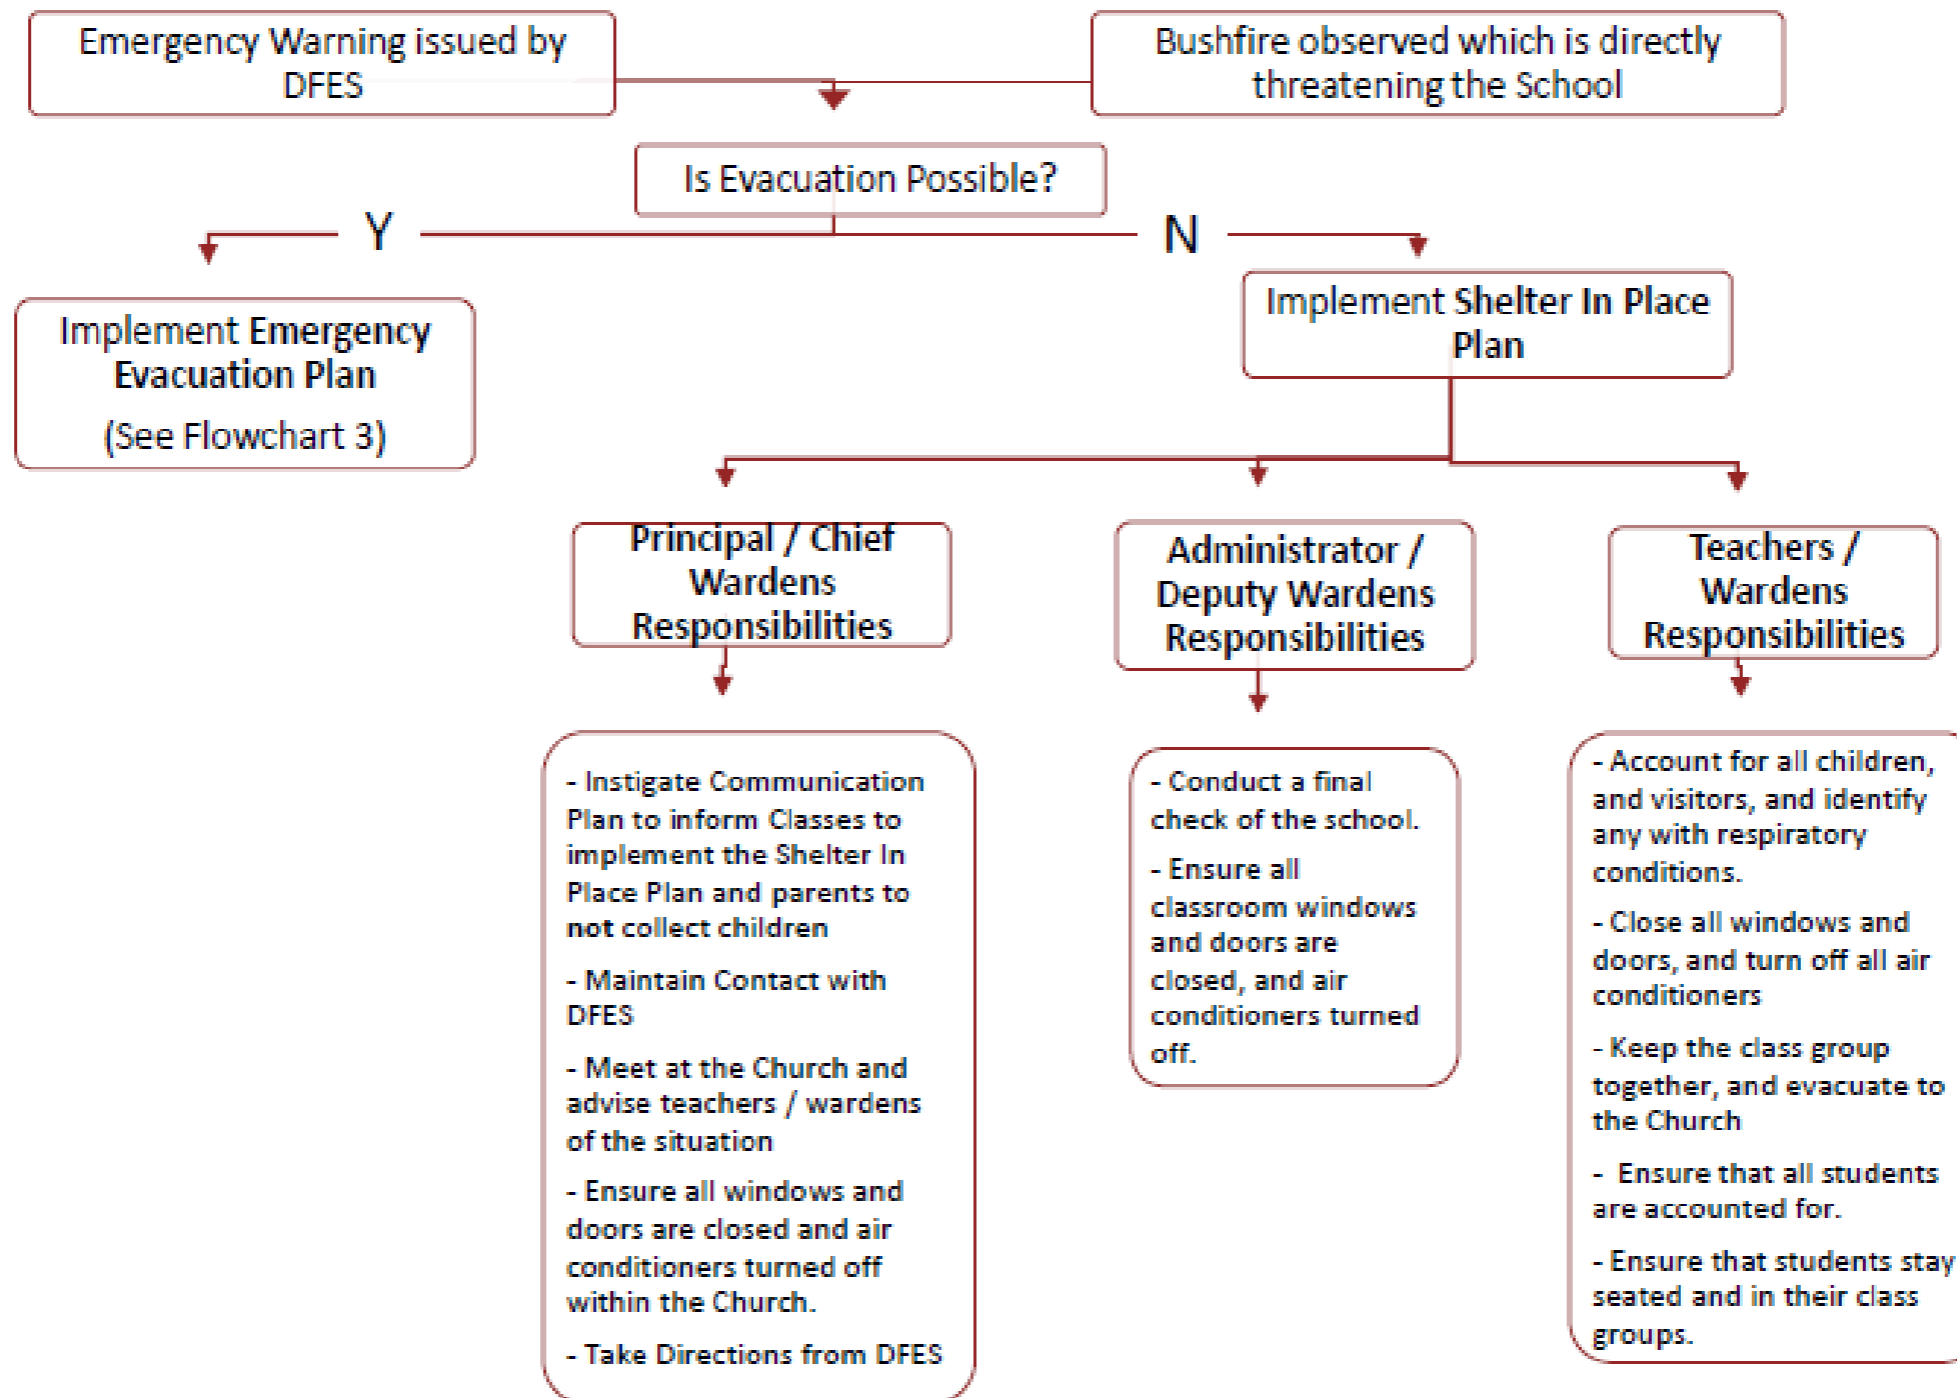 Emergency Warning issued by
DFES
Bushfire observed which is directly
threatening the School
Is Evacuation Possible?
Y
N
Implement Emergency
Evacuation Plan
(See Flowchart 3)
Implement Shelter In Place
Plan
Principal / Chief
Wardens
Responsibilities
Administrator /
Deputy Wardens
Responsibilities
Teachers /
Wardens
Responsibilities
- Instigate Communication
Plan to inform Classes to
implement the Shelter In
Place Plan and parents to
not collect children
- Maintain Contact with
DFES
- Meet at the Church and
advise teachers / wardens
of the situation
- Ensure all windows and
doors are closed and air
conditioners turned off
within the Church.
- Take Directions from DFES
- Conduct a final
check of the school.
- Ensure all
classroom windows
and doors are
closed, and air
conditioners turned
off.
- Account for all children,
and visitors, and identify
any with respiratory
conditions.
- Close all windows and
doors, and turn off all air
conditioners
- Keep the class group
together, and evacuate to
the Church
- Ensure that all students
are accounted for.
- Ensure that students stay
seated and in their class
groups.